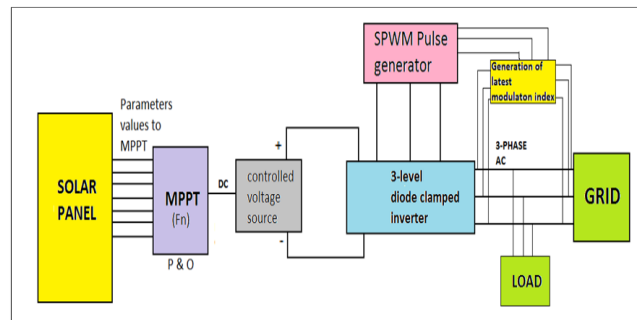 SPWM Pulse
generator
Generation of
latest
modulaton index
Parameters
values to
MPPT
SOLAR
PANEL
MPPT
(Fn)
P & O
DC
+
controlled
voltage
source
-
3-level
diode clamped
inverter
3-PHASE
AC
GRID
LOAD